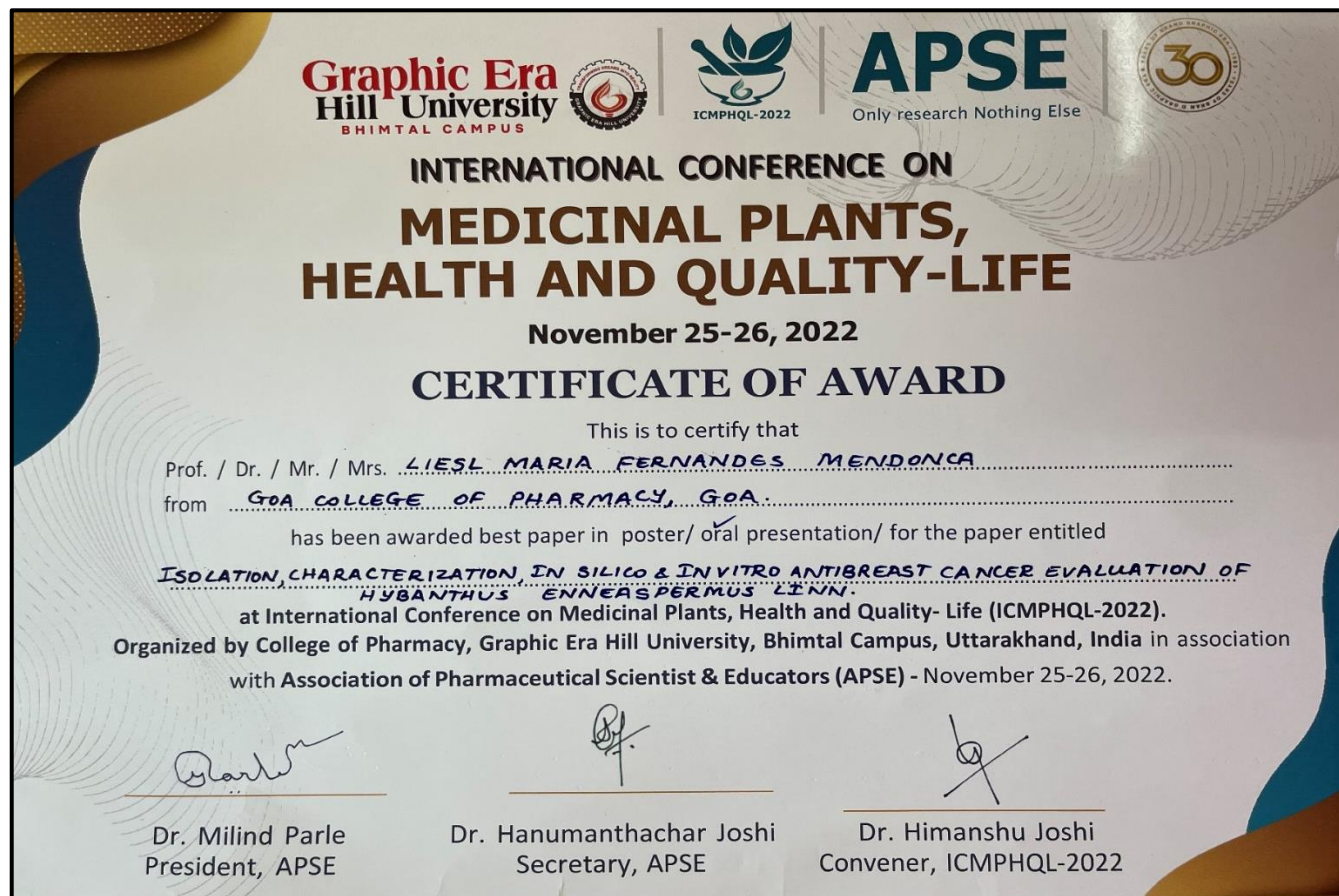 Graphic Era
Hill University
BHIMTAL CAMPUS
ICMPHQL-2022
APSE
Only research Nothing Else
30
INTERNATIONAL CONFERENCE ON
MEDICINAL PLANTS,
HEALTH AND QUALITY-LIFE
November 25-26, 2022
CERTIFICATE OF AWARD
This is to certify that
Prof. / Dr. / Mr. / Mrs. LIESL MARIA FERNANDES MENDONCA
from GOA COLLEGE OF PHARMACY, GOA.
has been awarded best paper in poster/ oral presentation/ for the paper entitled
ISOLATION, CHARACTERIZATION, IN SILICO & INVITRO ANTIBREAST CANCER EVALUATION OF
HYBANTHUS ENNEASPERMUS LINN.
at International Conference on Medicinal Plants, Health and Quality- Life (ICMPHQL-2022).
Organized by College of Pharmacy, Graphic Era Hill University, Bhimtal Campus, Uttarakhand, India in association
with Association of Pharmaceutical Scientist & Educators (APSE) - November 25-26, 2022.
Dr. Milind Parle
President, APSE
Dr. Hanumanthachar Joshi
Secretary, APSE
Dr. Himanshu Joshi
Convener, ICMPHQL-2022